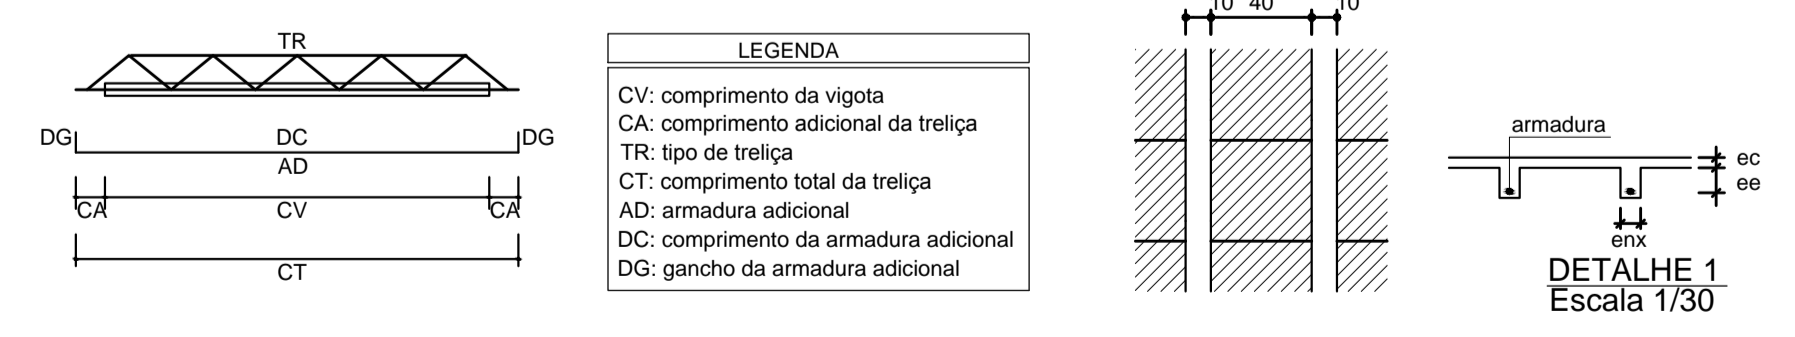 TR
DG DC DG
AD
CA CV CA
CT
LEGENDA
CV: comprimento da vigota
CA: comprimento adicional da treliça
TR: tipo de treliça
CT: comprimento total da treliça
AD: armadura adicional
DC: comprimento da armadura adicional
DG: gancho da armadura adicional
10 40 10
armadura
ec
ee
enx
DETALHE 1
Escala 1/30